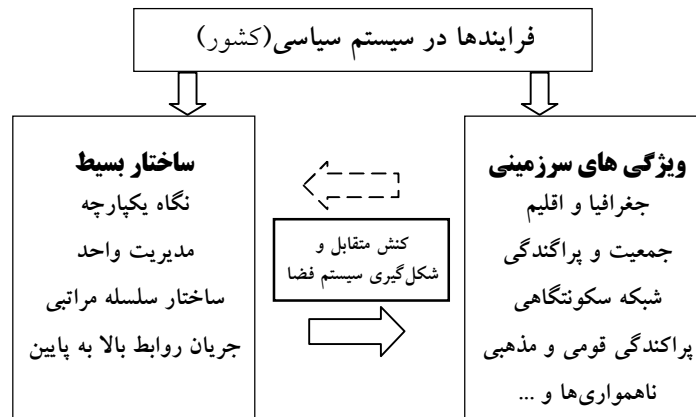 فرایندها در سیستم سیاسی(کشور)
ویژگی های سرزمینی
جغرافیا و اقلیم
جمعیت و پراگندگی
شبکه سکونتگاهی
پراکندگی قومی و مذهبی
ناهمواری‌ها و ...
کنش متقابل و
شکل‌گیری سیستم فضا
ساختار بسیط
نگاه یکپارچه
مدیریت واحد
ساختار سلسله مراتبی
جریان روابط بالا به پایین